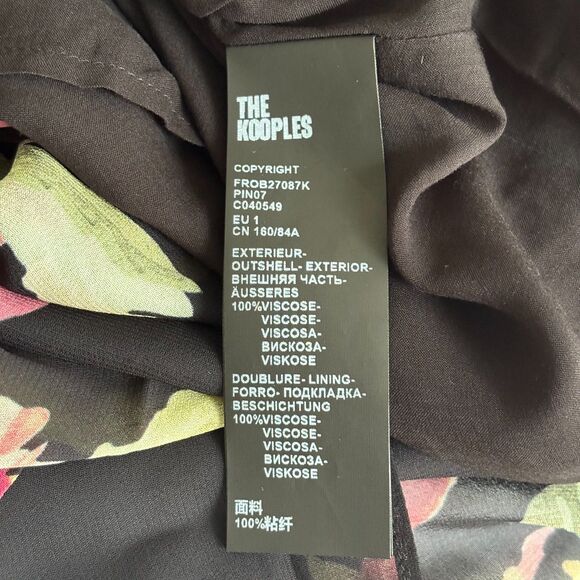 THE
KOOPLES
COPYRIGHT
FROB27087K
PIN07
C040549
EU 1
CN 160/84A
EXTERIEUR-
OUTSHELL- EXTERIOR-
ВНЕШНЯЯ ЧАСТЬ-
ÄUSSERES
100%VISCOSE-
VISCOSE-
VISCOSA-
ВИСКОЗА-
VISKOSE
DOUBLURE- LINING-
FORRO- ПОДКЛАДКА-
BESCHICHTUNG
100%VISCOSE-
VISCOSE-
VISCOSA-
ВИСКОЗА-
VISKOSE
面料
100%粘纤